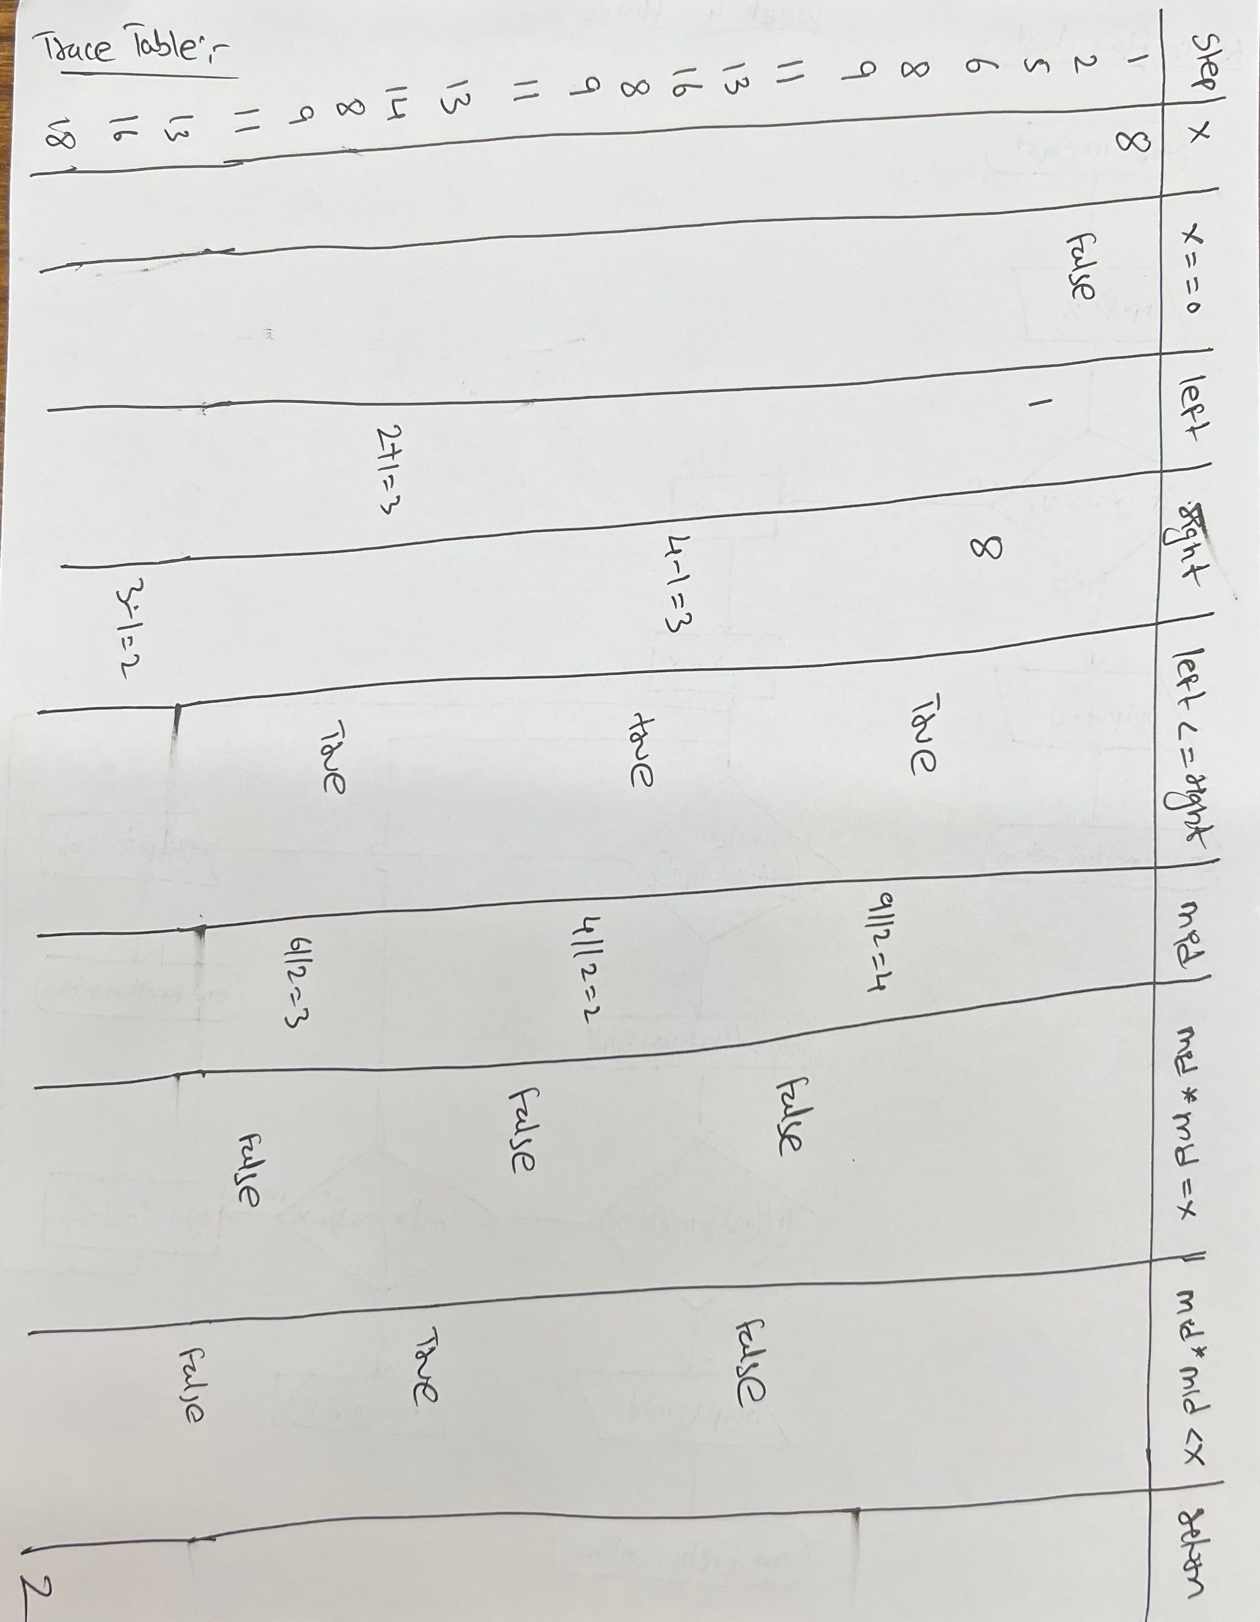 Trace Table :-
Step | x | x==0 | left | right | left <= right | mid | mid * mid = x | mid * mid < x | return
1 8
2 False
5 1
6 8
8 True
9 9//2=4
11 False
13 False
16 4-1=3
8 true
9 4//2=2
11 False
13 True
14 2+1=3
8 True
9 6//2=3
11 False
13 False
16 3-1=2
18 2